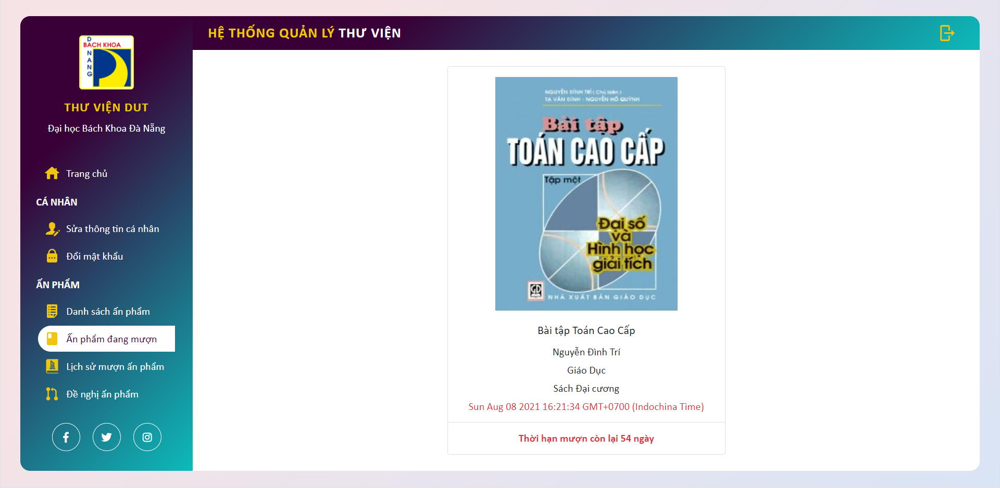 D
BACH KHOA
NANG
THƯ VIỆN DUT
Đại học Bách Khoa Đà Nẵng
Trang chủ
CÁ NHÂN
Sửa thông tin cá nhân
Đổi mật khẩu
ẤN PHẨM
Danh sách ấn phẩm
Ấn phẩm đang mượn
Lịch sử mượn ấn phẩm
Đề nghị ấn phẩm
HỆ THỐNG QUẢN LÝ THƯ VIỆN
NGUYỄN ĐÌNH TRÍ ( Chủ biên )
TẠ VĂN ĐĨNH - NGUYỄN HỒ QUỲNH
Bài tập
TOÁN CAO CẤP
Tập một
Đại số
và
Hình học
giải tích
GD
NHÀ XUẤT BẢN GIÁO DỤC
Bài tập Toán Cao Cấp
Nguyễn Đình Trí
Giáo Dục
Sách Đại cương
Sun Aug 08 2021 16:21:34 GMT+0700 (Indochina Time)
Thời hạn mượn còn lại 54 ngày